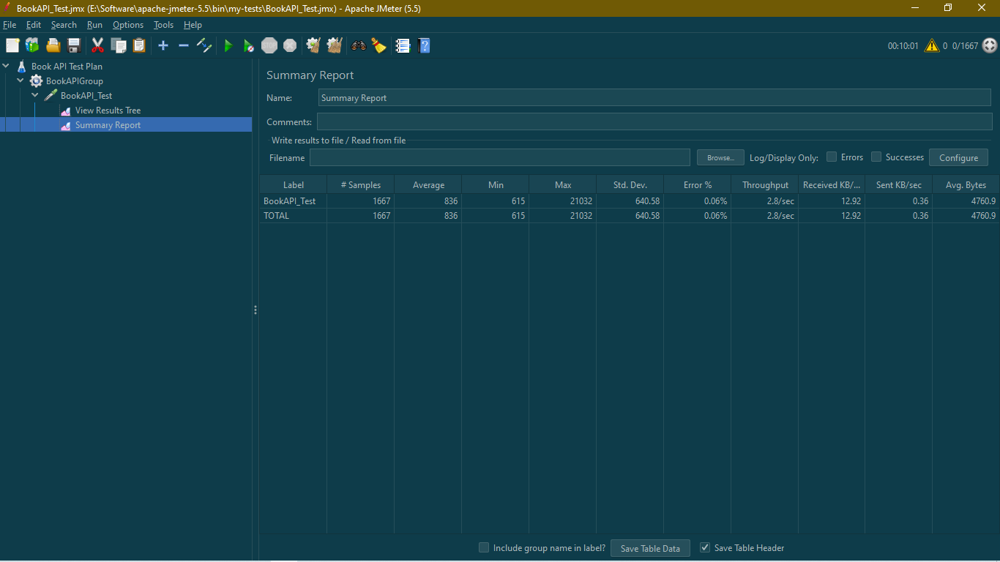 BookAPI_Test.jmx (E:\Software\apache-jmeter-5.5\bin\my-tests\BookAPI_Test.jmx) - Apache JMeter (5.5)
File Edit Search Run Options Tools Help
STOP 00:10:01 0 0/1667
Book API Test Plan
BookAPIGroup
BookAPI_Test
View Results Tree
Summary Report
Summary Report
Name: Summary Report
Comments:
Write results to file / Read from file
Filename Browse... Log/Display Only: Errors Successes Configure
Label # Samples Average Min Max Std. Dev. Error % Throughput Received KB/... Sent KB/sec Avg. Bytes
BookAPI_Test 1667 836 615 21032 640.58 0.06% 2.8/sec 12.92 0.36 4760.9
TOTAL 1667 836 615 21032 640.58 0.06% 2.8/sec 12.92 0.36 4760.9
Include group name in label? Save Table Data Save Table Header